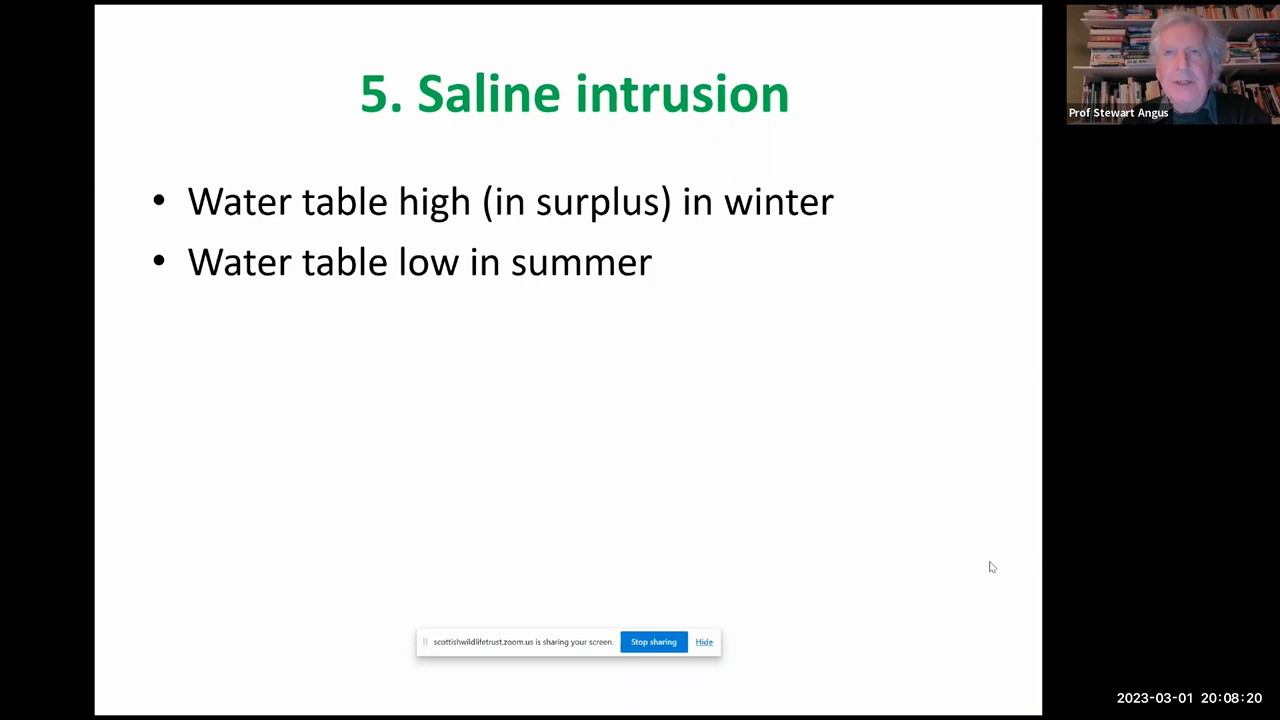 5. Saline intrusion
Prof Stewart Angus
• Water table high (in surplus) in winter
• Water table low in summer
scottishwildlifetrust.zoom.us is sharing your screen.
Stop sharing
Hide
2023-03-01 20:08:20